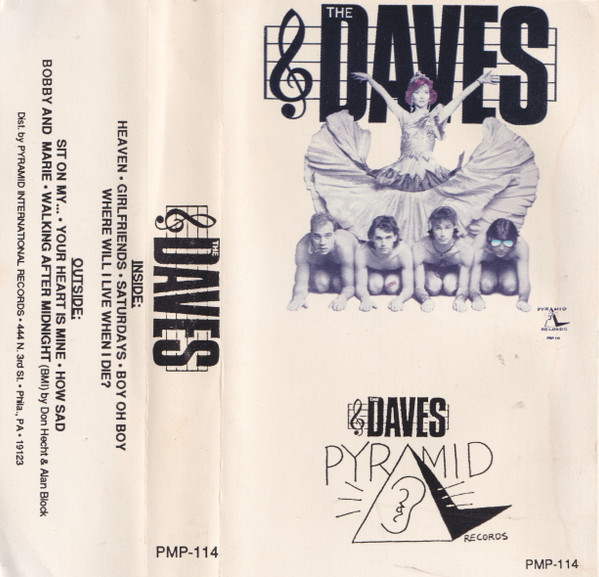 THE
DAVES
PYRAMID
RECORDS
PMP-114
THE
DAVES
PYRAMID
RECORDS
PMP-114
THE
DAVES
PMP-114
INSIDE:
HEAVEN • GIRLFRIENDS • SATURDAYS • BOY OH BOY
WHERE WILL I LIVE WHEN I DIE?
OUTSIDE:
SIT ON MY... • YOUR HEART IS MINE • HOW SAD
BOBBY AND MARIE • WALKING AFTER MIDNIGHT (BMI) by Don Hecht & Alan Block
Dist. by PYRAMID INTERNATIONAL RECORDS • 444 N. 3rd St. • Phila., PA • 19123